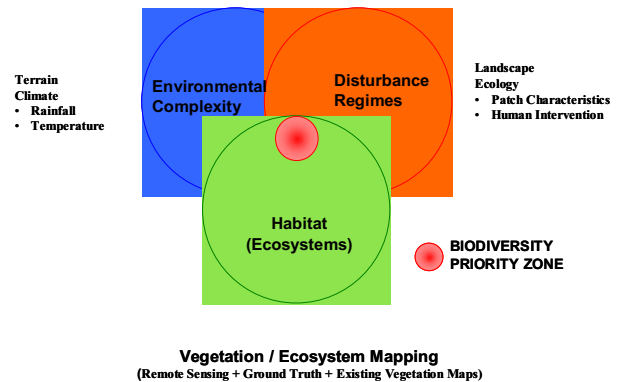 Terrain
Climate
• Rainfall
• Temperature
Environmental
Complexity
Disturbance
Regimes
Landscape
Ecology
• Patch Characteristics
• Human Intervention
Habitat
(Ecosystems)
BIODIVERSITY
PRIORITY ZONE
Vegetation / Ecosystem Mapping
(Remote Sensing + Ground Truth + Existing Vegetation Maps)